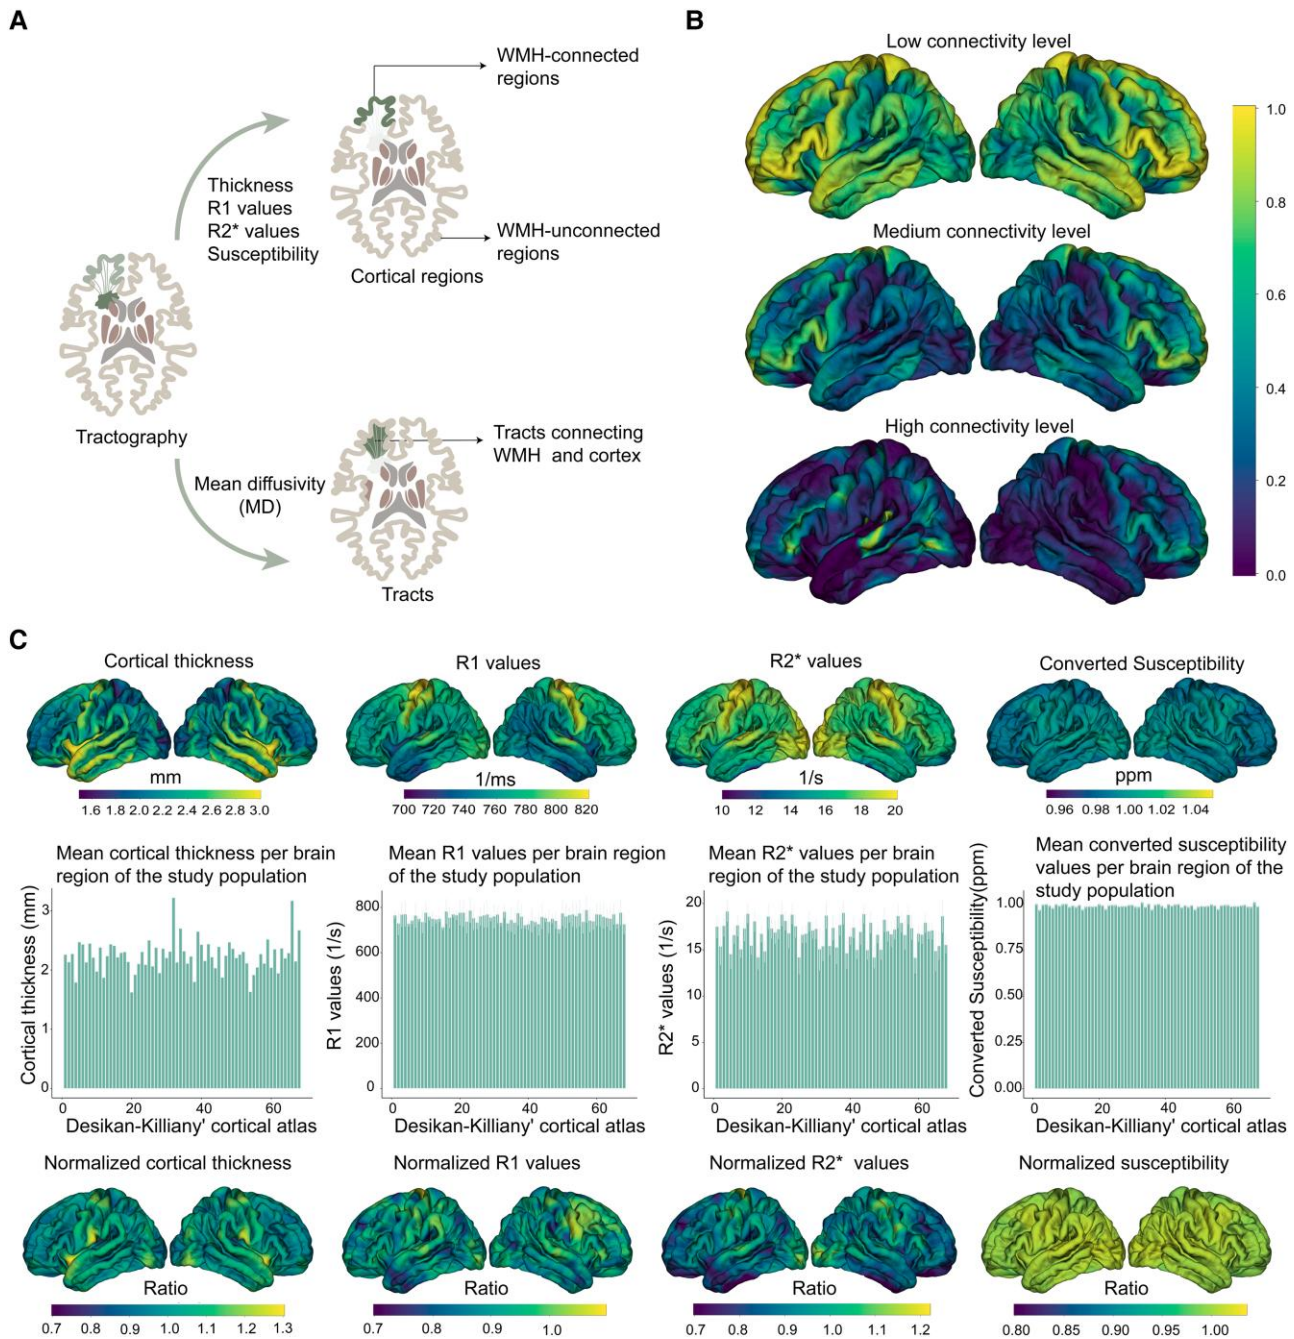 A
WMH-connected
regions
Thickness
R1 values
R2* values
Susceptibility
WMH-unconnected
regions
Cortical regions
Tractography
Tracts connecting
WMH and cortex
Mean diffusivity
(MD)
Tracts
B
Low connectivity level
Medium connectivity level
High connectivity level
1.0
0.8
0.6
0.4
0.2
0.0
C
Cortical thickness
R1 values
R2* values
Converted Susceptibility
mm
1/ms
1/s
ppm
1.6 1.8 2.0 2.2 2.4 2.6 2.8 3.0
700 720 740 760 780 800 820
10 12 14 16 18 20
0.96 0.98 1.00 1.02 1.04
Mean cortical thickness per brain
region of the study population
Cortical thickness (mm)
3
2
1
0
0 20 40 60
Desikan-Killiany' cortical atlas
Mean R1 values per brain region
of the study population
R1 values (1/s)
800
600
400
200
0
0 20 40 60
Desikan-Killiany' cortical atlas
Mean R2* values per brain
region of the study population
R2* values (1/s)
20
15
10
5
0
0 20 40 60
Desikan-Killiany' cortical atlas
Mean converted susceptibility
values per brain region of the
study population
Converted Susceptibility(ppm)
1.00
0.75
0.50
0.25
0.00
0 20 40 60
Desikan-Killiany' cortical atlas
Normalized cortical thickness
Normalized R1 values
Normalized R2* values
Normalized susceptibility
Ratio
Ratio
Ratio
Ratio
0.7 0.8 0.9 1.0 1.1 1.2 1.3
0.7 0.8 0.9 1.0
0.7 0.8 0.9 1.0 1.1 1.2
0.80 0.85 0.90 0.95 1.00